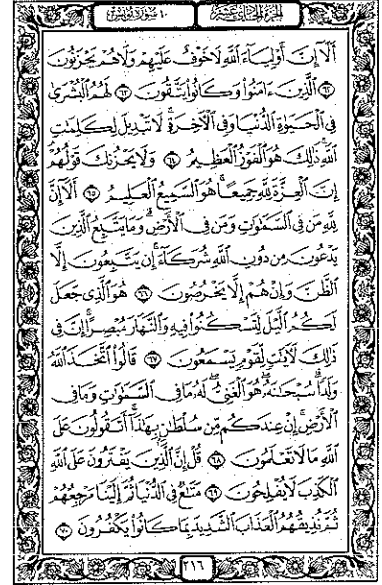 الجزء الحادي عشر ١٠ سورة يونس
أَلَآ إِنَّ أَوْلِيَآءَ ٱللَّهِ لَا خَوْفٌ عَلَيْهِمْ وَلَا هُمْ يَحْزَنُونَ
٦٢ ٱلَّذِينَ ءَامَنُوا۟ وَكَانُوا۟ يَتَّقُونَ ٦٣ لَهُمُ ٱلْبُشْرَىٰ
فِى ٱلْحَيَوٰةِ ٱلدُّنْيَا وَفِى ٱلْـَٔاخِرَةِ ۚ لَا تَبْدِيلَ لِكَلِمَـٰتِ
ٱللَّهِ ۚ ذَٰلِكَ هُوَ ٱلْفَوْزُ ٱلْعَظِيمُ ٦٤ وَلَا يَحْزُنكَ قَوْلُهُمْ ۘ
إِنَّ ٱلْعِزَّةَ لِلَّهِ جَمِيعًا ۚ هُوَ ٱلسَّمِيعُ ٱلْعَلِيمُ ٦٥ أَلَآ إِنَّ
لِلَّهِ مَن فِى ٱلسَّمَـٰوَٰتِ وَمَن فِى ٱلْأَرْضِ ۗ وَمَا يَتَّبِعُ ٱلَّذِينَ
يَدْعُونَ مِن دُونِ ٱللَّهِ شُرَكَآءَ ۚ إِن يَتَّبِعُونَ إِلَّا
ٱلظَّنَّ وَإِنْ هُمْ إِلَّا يَخْرُصُونَ ٦٦ هُوَ ٱلَّذِى جَعَلَ
لَكُمُ ٱلَّيْلَ لِتَسْكُنُوا۟ فِيهِ وَٱلنَّهَارَ مُبْصِرًا ۚ إِنَّ فِى
ذَٰلِكَ لَـَٔايَـٰتٍ لِّقَوْمٍ يَسْمَعُونَ ٦٧ قَالُوا۟ ٱتَّخَذَ ٱللَّهُ
وَلَدًا ۗ سُبْحَـٰنَهُۥ ۖ هُوَ ٱلْغَنِىُّ ۖ لَهُۥ مَا فِى ٱلسَّمَـٰوَٰتِ وَمَا فِى
ٱلْأَرْضِ ۚ إِنْ عِندَكُم مِّن سُلْطَـٰنٍۭ بِهَـٰذَآ ۚ أَتَقُولُونَ عَلَى
ٱللَّهِ مَا لَا تَعْلَمُونَ ٦٨ قُلْ إِنَّ ٱلَّذِينَ يَفْتَرُونَ عَلَى ٱللَّهِ
ٱلْكَذِبَ لَا يُفْلِحُونَ ٦٩ مَتَـٰعٌ فِى ٱلدُّنْيَا ثُمَّ إِلَيْنَا مَرْجِعُهُمْ
ثُمَّ نُذِيقُهُمُ ٱلْعَذَابَ ٱلشَّدِيدَ بِمَا كَانُوا۟ يَكْفُرُونَ ٧٠
٢١٦